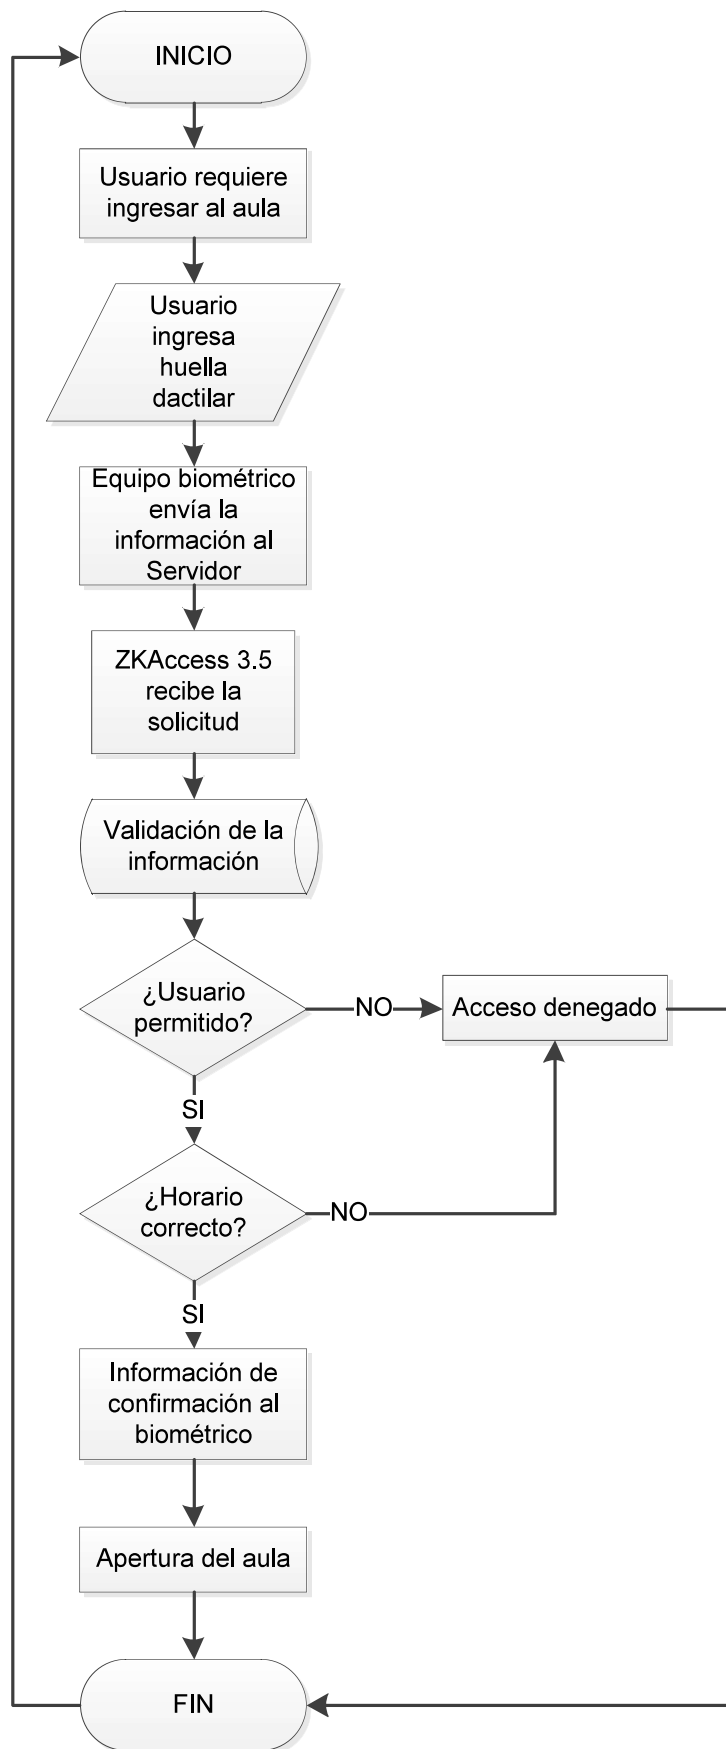 INICIO
Usuario requiere
ingresar al aula
Usuario
ingresa
huella
dactilar
Equipo biométrico
envía la
información al
Servidor
ZKAccess 3.5
recibe la
solicitud
Validación de la
información
¿Usuario
permitido?
NO
Acceso denegado
SI
¿Horario
correcto?
NO
SI
Información de
confirmación al
biométrico
Apertura del aula
FIN